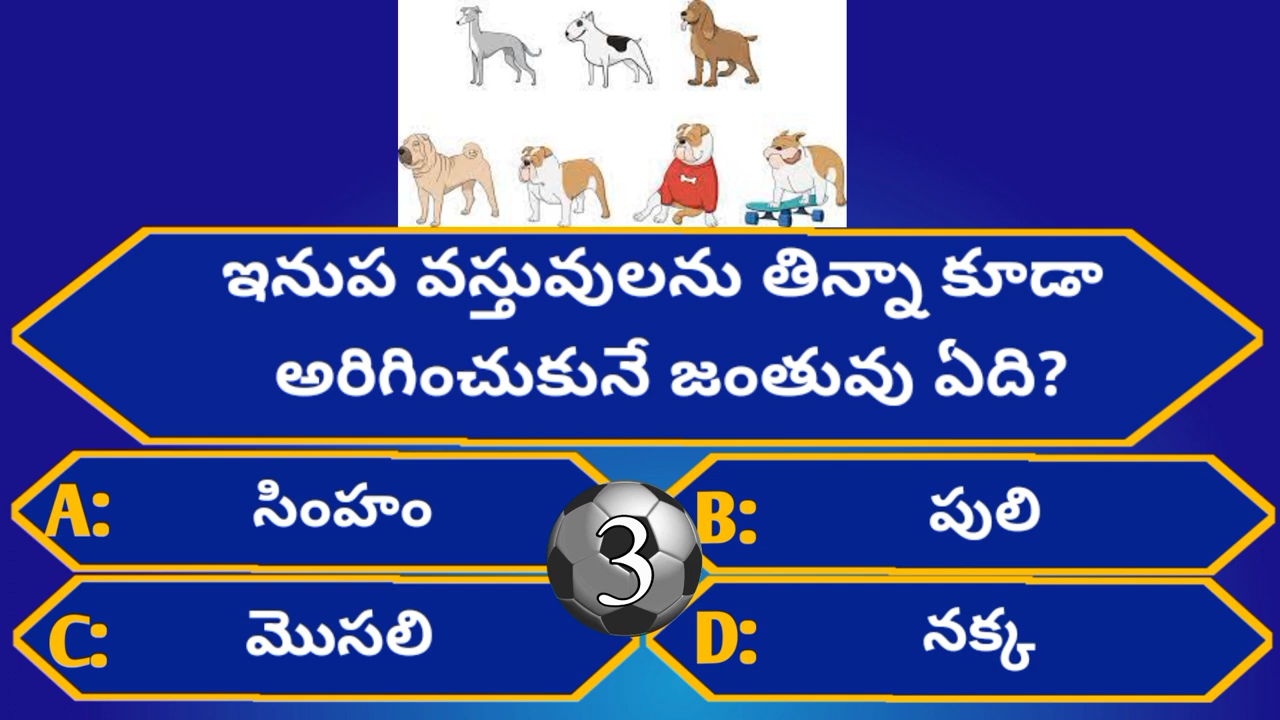 ఇనుప వస్తువులను తిన్నా కూడా
అరిగించుకునే జంతువు ఏది?
A: సింహం
B: పులి
3
C: మొసలి
D: నక్క